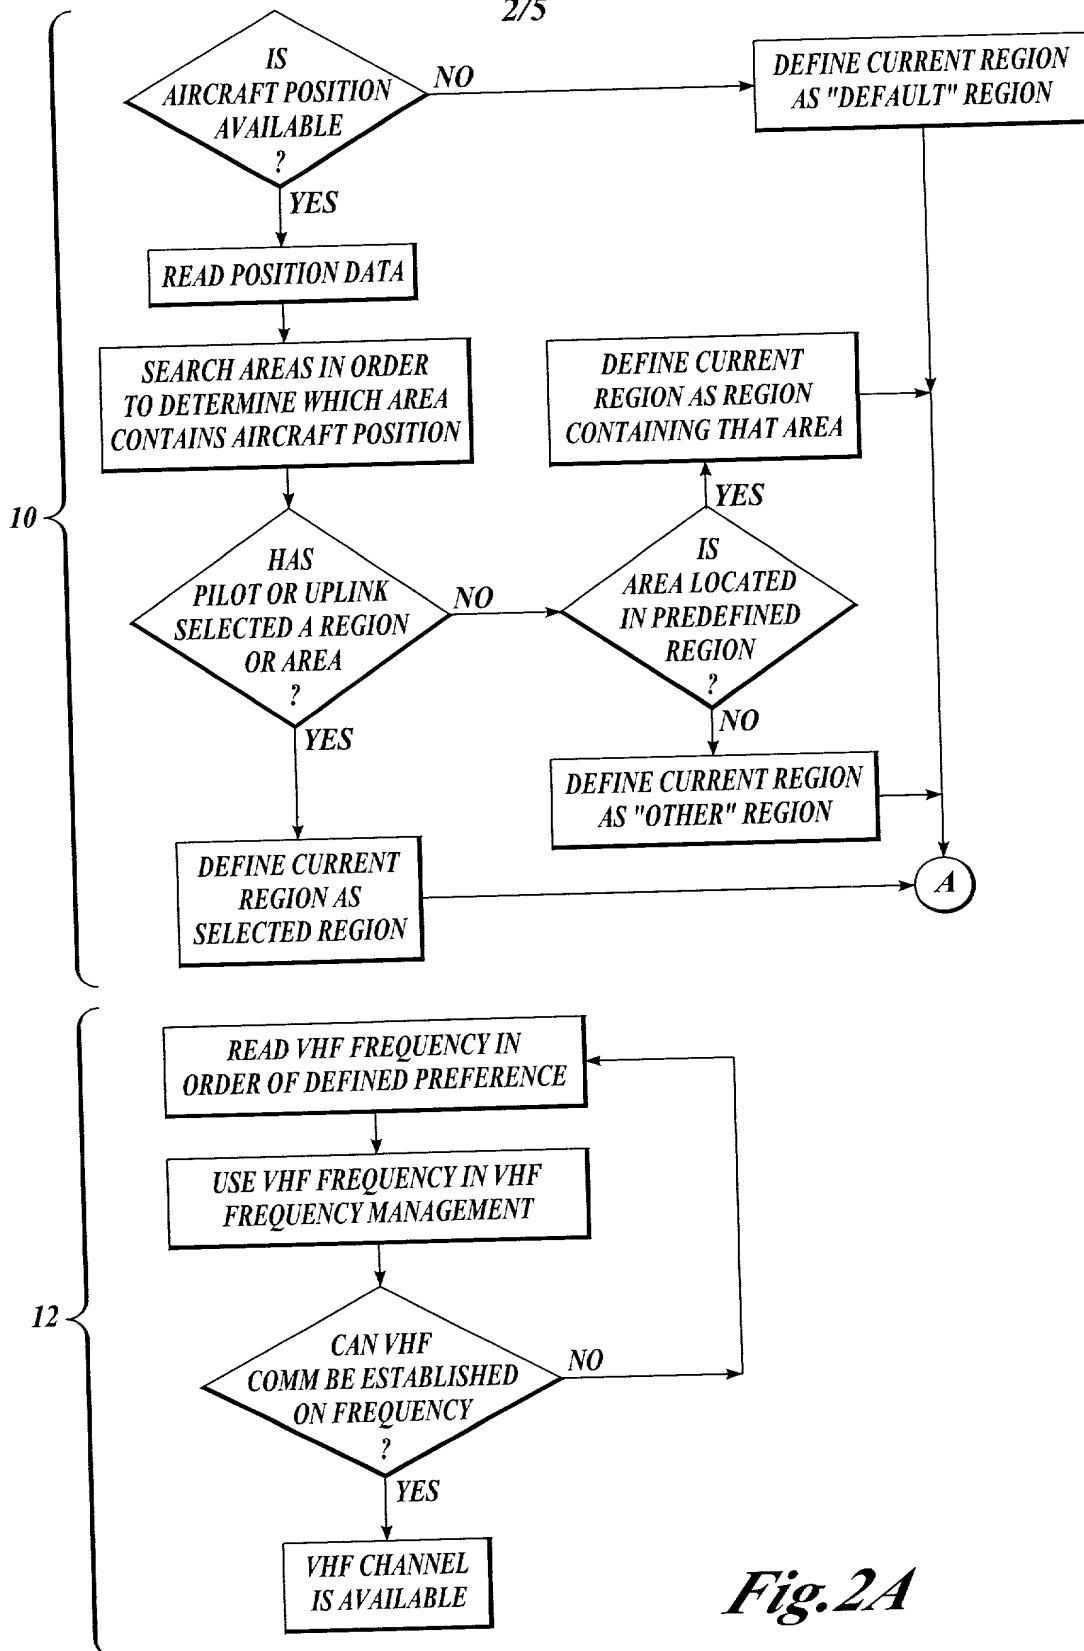 2/5
IS
AIRCRAFT POSITION
AVAILABLE
?
NO
DEFINE CURRENT REGION
AS "DEFAULT" REGION
YES
READ POSITION DATA
SEARCH AREAS IN ORDER
TO DETERMINE WHICH AREA
CONTAINS AIRCRAFT POSITION
DEFINE CURRENT
REGION AS REGION
CONTAINING THAT AREA
YES
10
HAS
PILOT OR UPLINK
SELECTED A REGION
OR AREA
?
NO
IS
AREA LOCATED
IN PREDEFINED
REGION
?
YES
NO
DEFINE CURRENT REGION
AS "OTHER" REGION
DEFINE CURRENT
REGION AS
SELECTED REGION
A
READ VHF FREQUENCY IN
ORDER OF DEFINED PREFERENCE
USE VHF FREQUENCY IN VHF
FREQUENCY MANAGEMENT
12
CAN VHF
COMM BE ESTABLISHED
ON FREQUENCY
?
NO
YES
VHF CHANNEL
IS AVAILABLE
Fig.2A